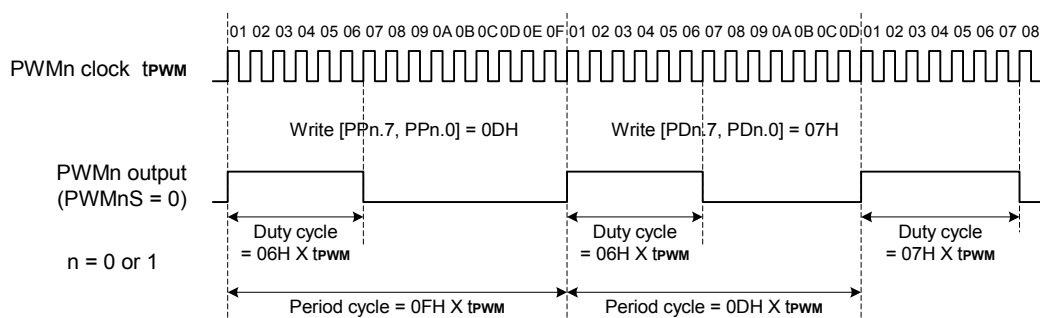 01 02 03 04 05 06 07 08 09 0A 0B 0C 0D 0E 0F 01 02 03 04 05 06 07 08 09 0A 0B 0C 0D 01 02 03 04 05 06 07 08
PWMn clock tPWM
Write [PPn.7, PPn.0] = 0DH Write [PDn.7, PDn.0] = 07H
PWMn output
(PWMnS = 0)
Duty cycle Duty cycle Duty cycle
= 06H X tPWM = 06H X tPWM = 07H X tPWM
n = 0 or 1
Period cycle = 0FH X tPWM Period cycle = 0DH X tPWM